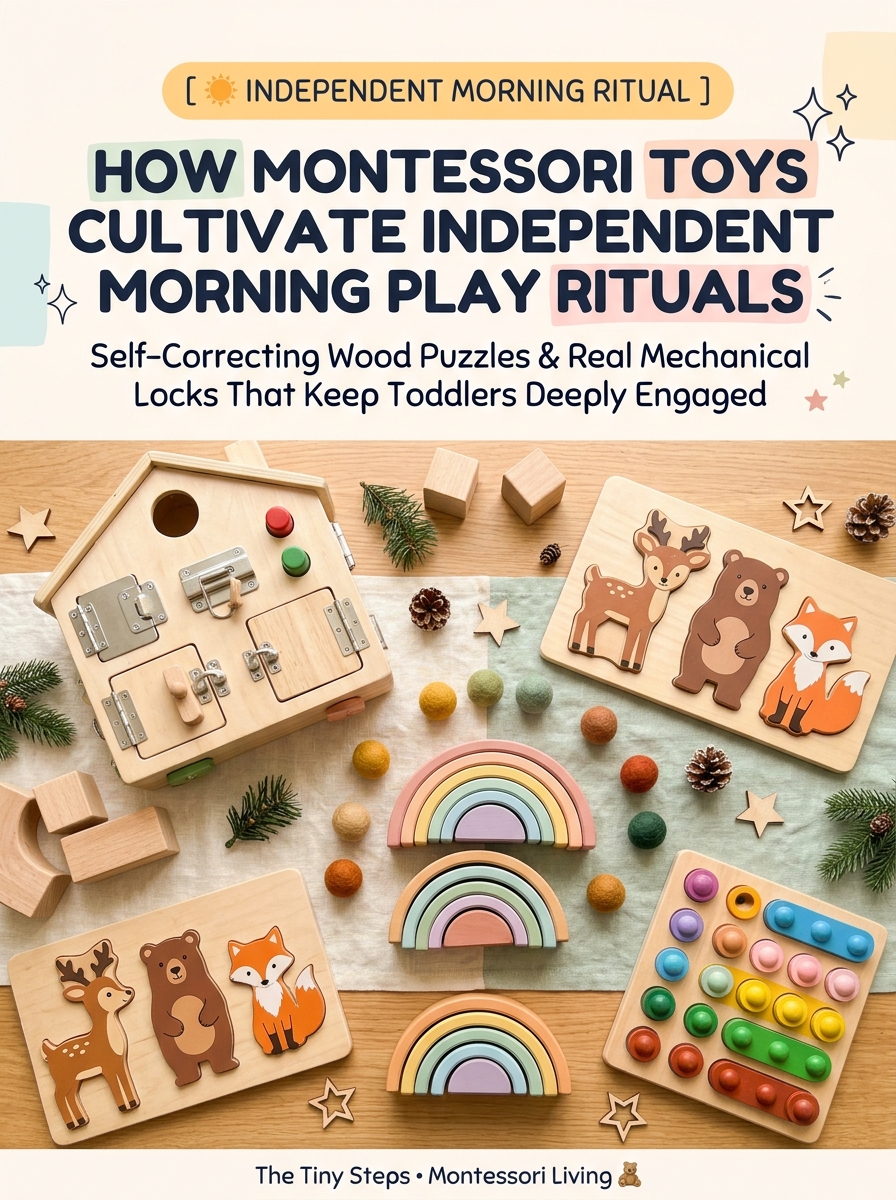 [ ☀️ INDEPENDENT MORNING RITUAL ]
HOW MONTESSORI TOYS
CULTIVATE INDEPENDENT
MORNING PLAY RITUALS
Self-Correcting Wood Puzzles & Real Mechanical
Locks That Keep Toddlers Deeply Engaged
The Tiny Steps • Montessori Living 🧸